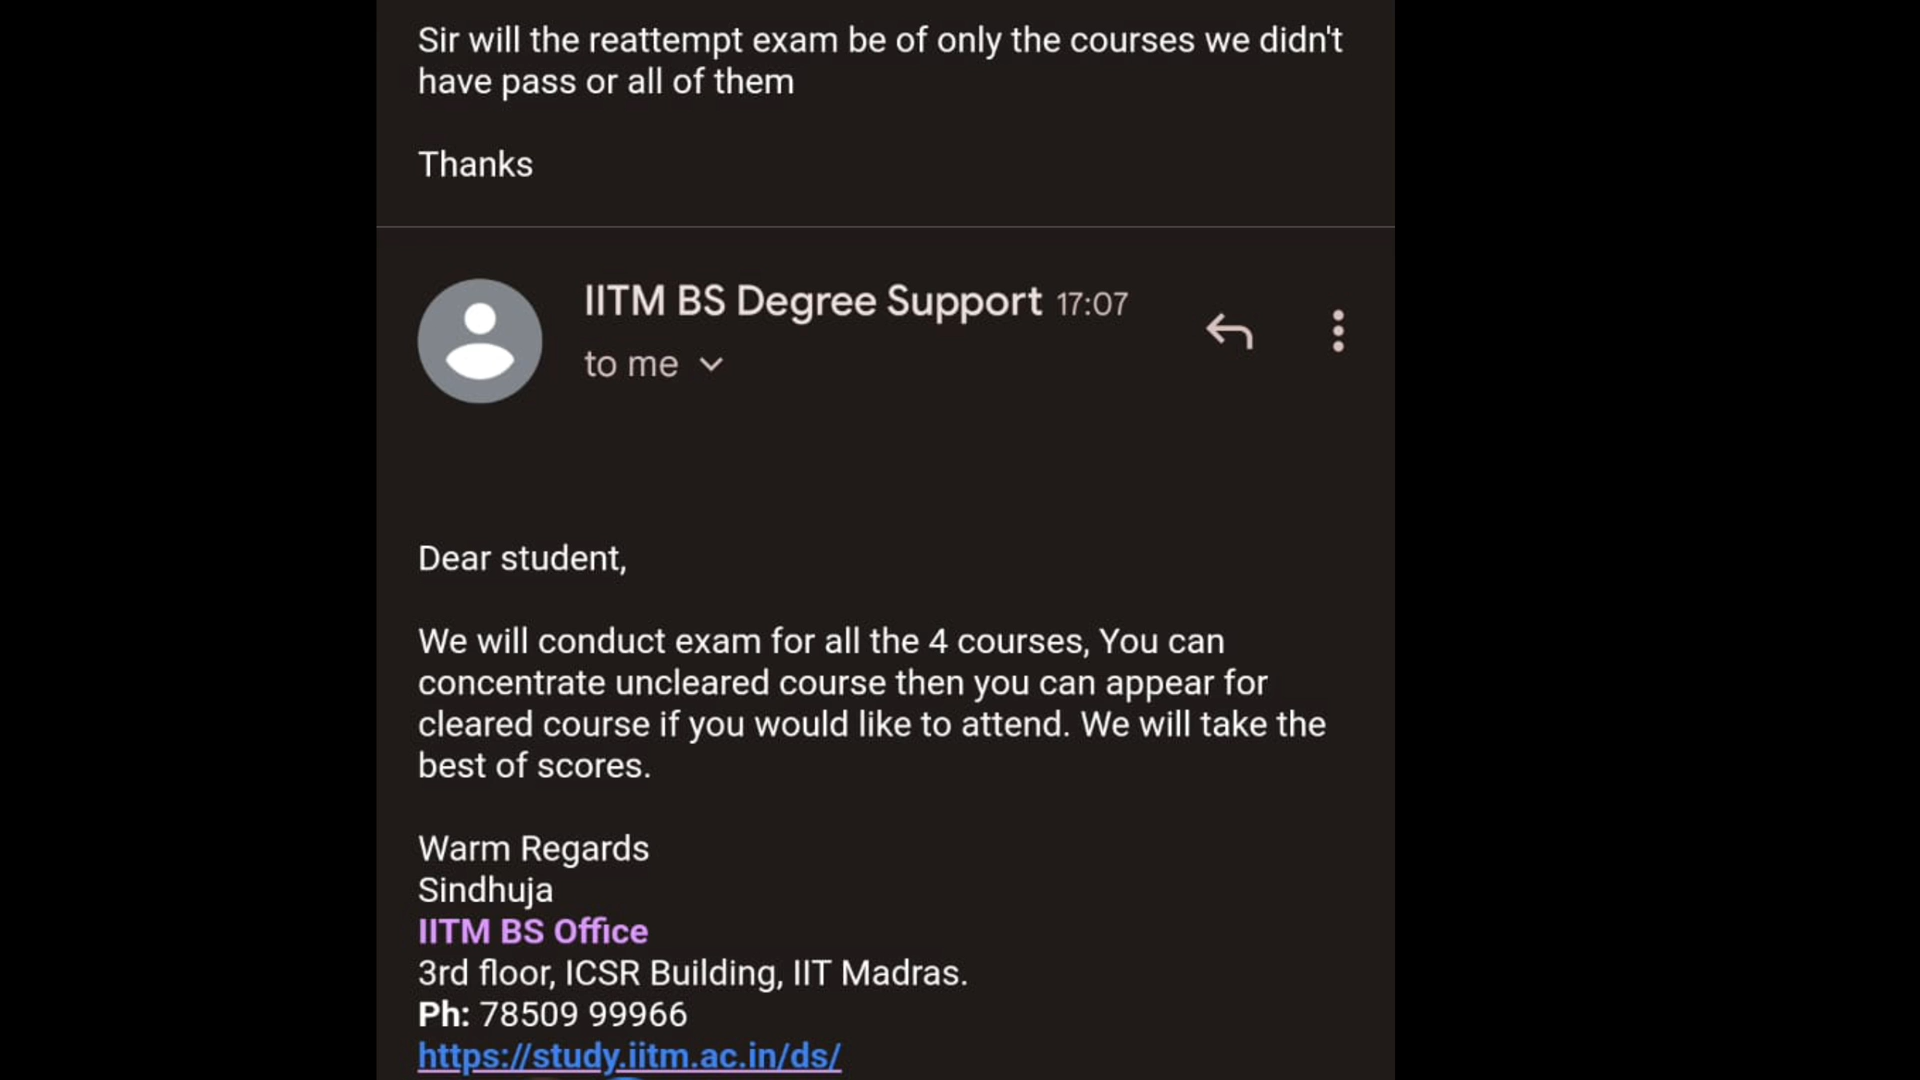 Sir will the reattempt exam be of only the courses we didn't
have pass or all of them
Thanks
IITM BS Degree Support 17:07
to me
Dear student,
We will conduct exam for all the 4 courses, You can
concentrate uncleared course then you can appear for
cleared course if you would like to attend. We will take the
best of scores.
Warm Regards
Sindhuja
IITM BS Office
3rd floor, ICSR Building, IIT Madras.
Ph: 78509 99966
https://study.iitm.ac.in/ds/